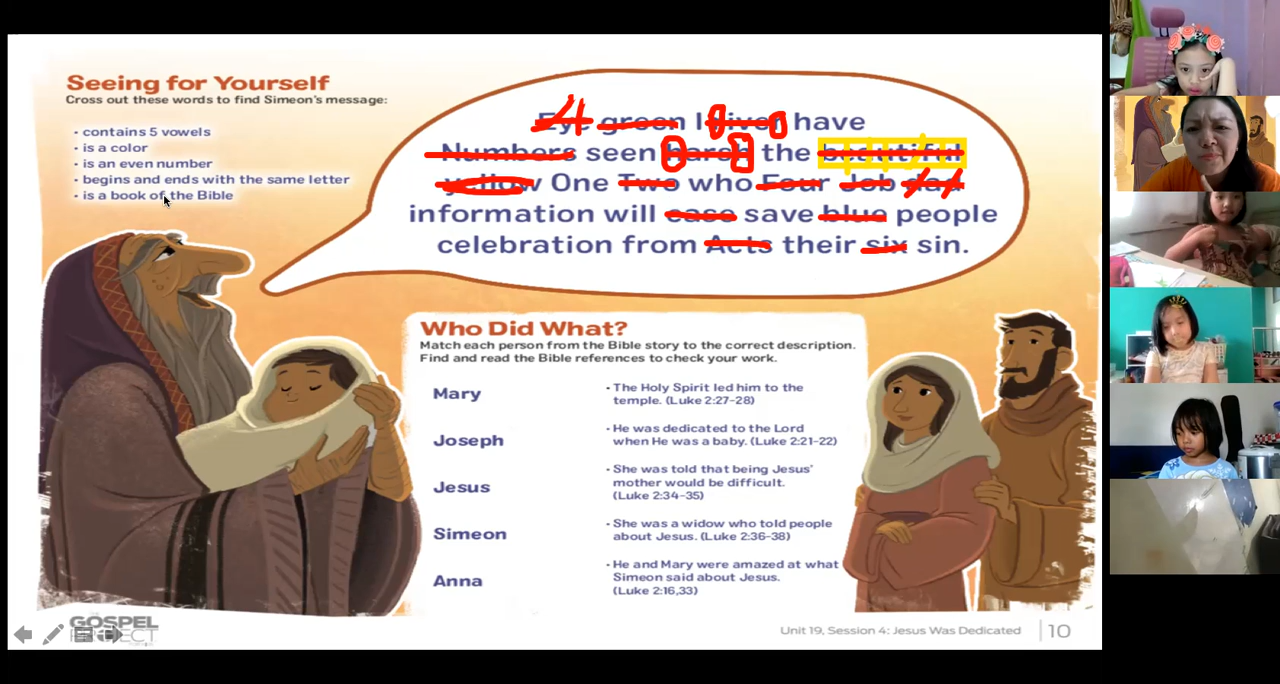 Seeing for Yourself
Cross out these words to find Simeon's message:
• contains 5 vowels
• is a color
• is an even number
• begins and ends with the same letter
• is a book of the Bible
4
Eye green I have
Numbers seen harsh the beautiful
yellow One Two who Four Job dad
information will ease save blue people
celebration from Acts their six sin.
Who Did What?
Match each person from the Bible story to the correct description.
Find and read the Bible references to check your work.
Mary
Joseph
Jesus
Simeon
Anna
• The Holy Spirit led him to the
temple. (Luke 2:27–28)
• He was dedicated to the Lord
when He was a baby. (Luke 2:21–22)
• She was told that being Jesus'
mother would be difficult.
(Luke 2:34–35)
• She was a widow who told people
about Jesus. (Luke 2:36–38)
• He and Mary were amazed at what
Simeon said about Jesus.
(Luke 2:16,33)
THE GOSPEL
PROJECT
Unit 19, Session 4: Jesus Was Dedicated | 10